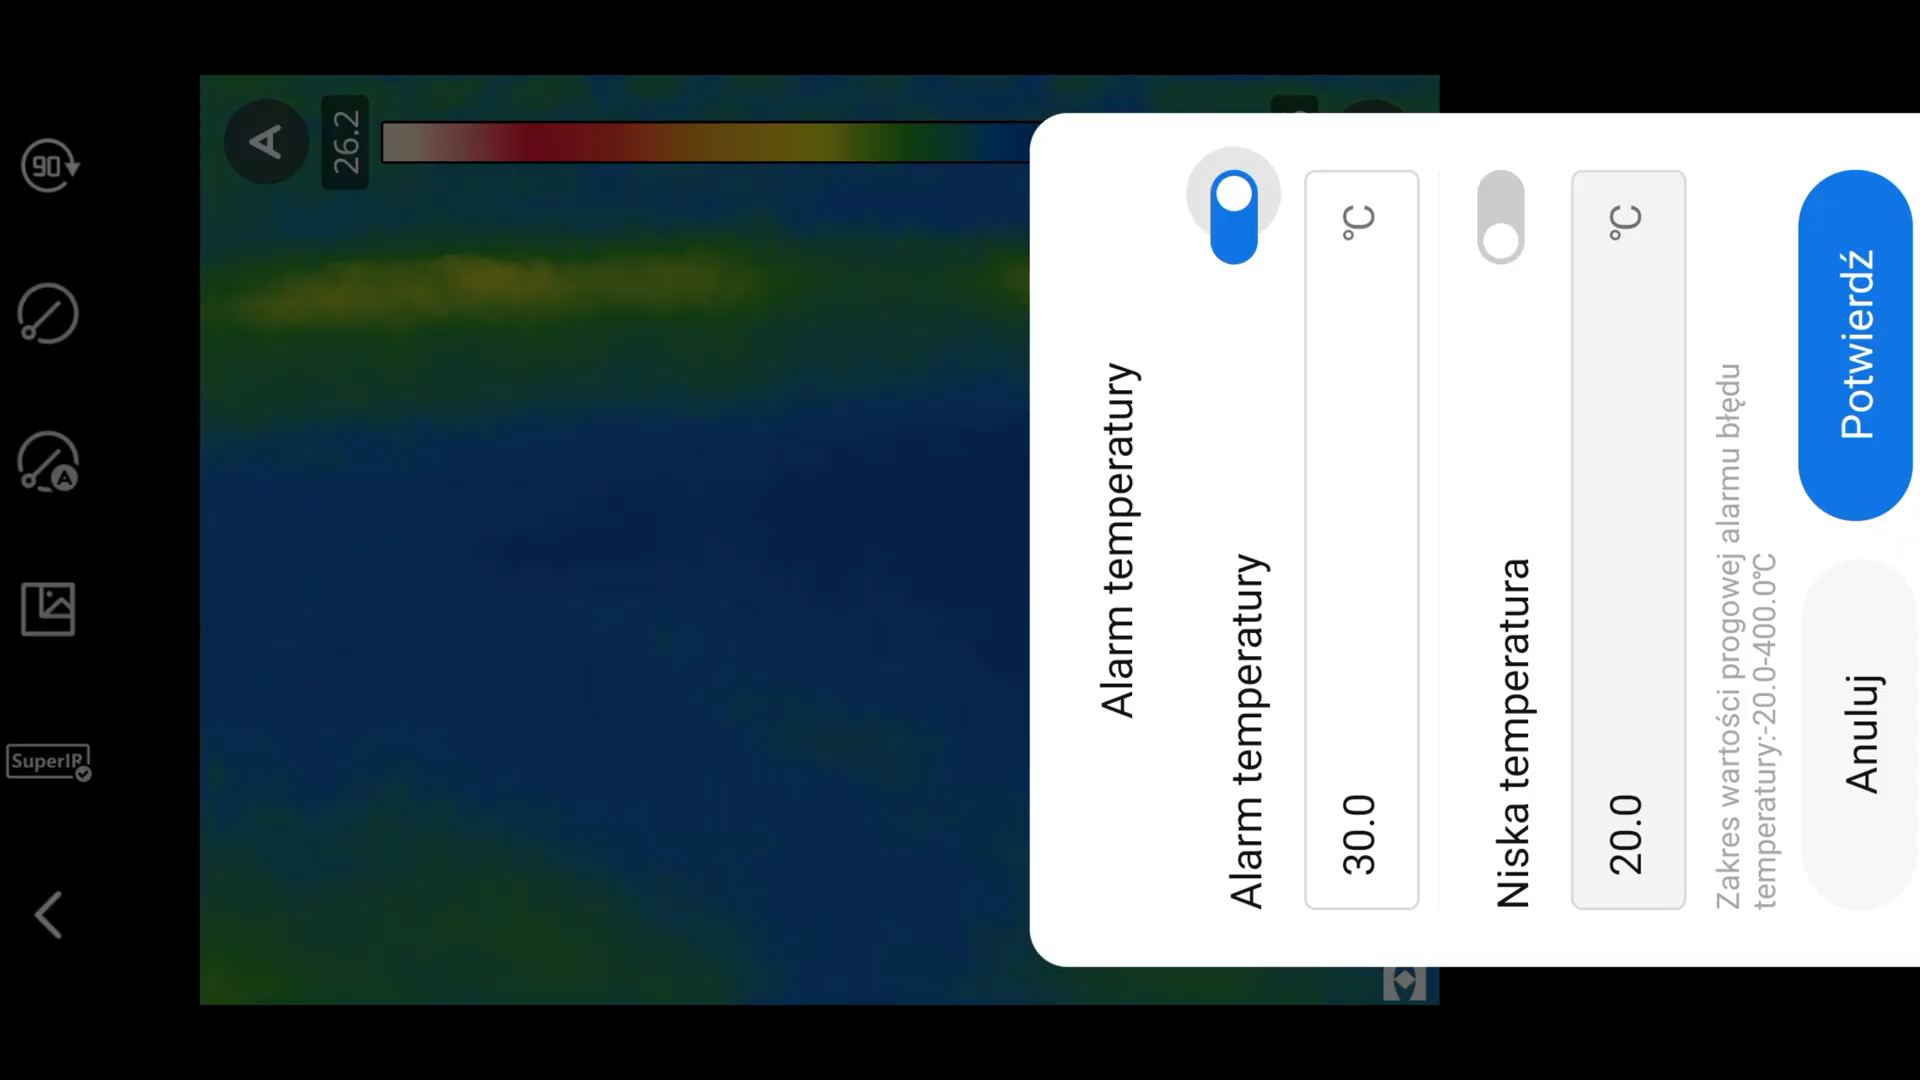 90
A
26.2
A
SuperIR
Alarm temperatury
Alarm temperatury
30.0 °C
Niska temperatura
20.0 °C
Zakres wartości progowej alarmu błędu
temperatury:-20.0-400.0°C
Anuluj
Potwierdź